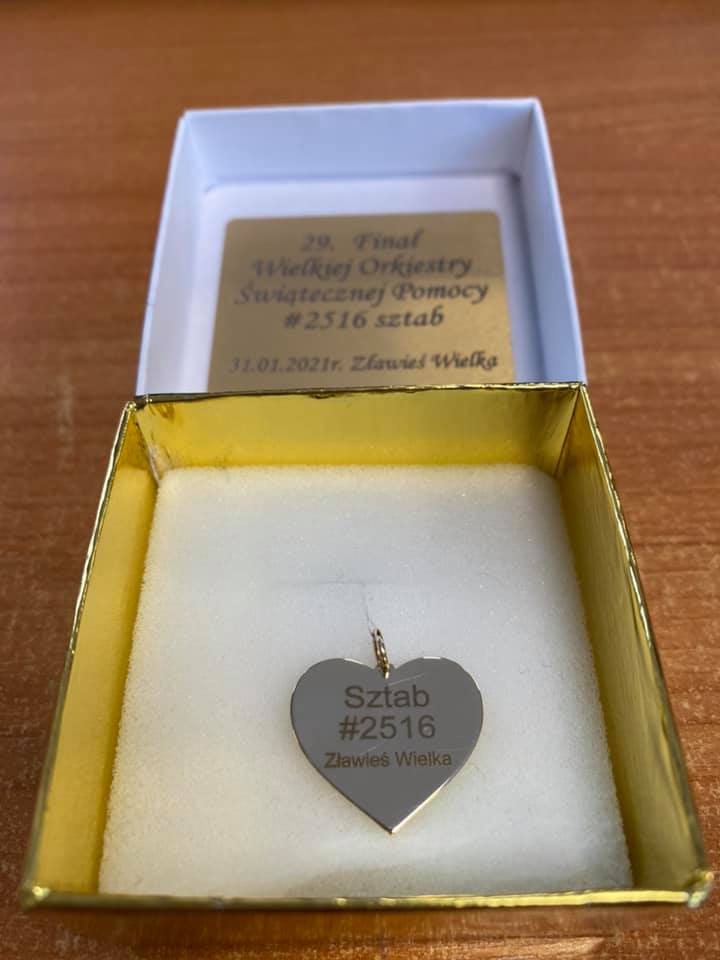 29. Finał
Wielkiej Orkiestry
Świątecznej Pomocy
#2516 sztab
31.01.2021r. Zławieś Wielka
Sztab
#2516
Zławieś Wielka